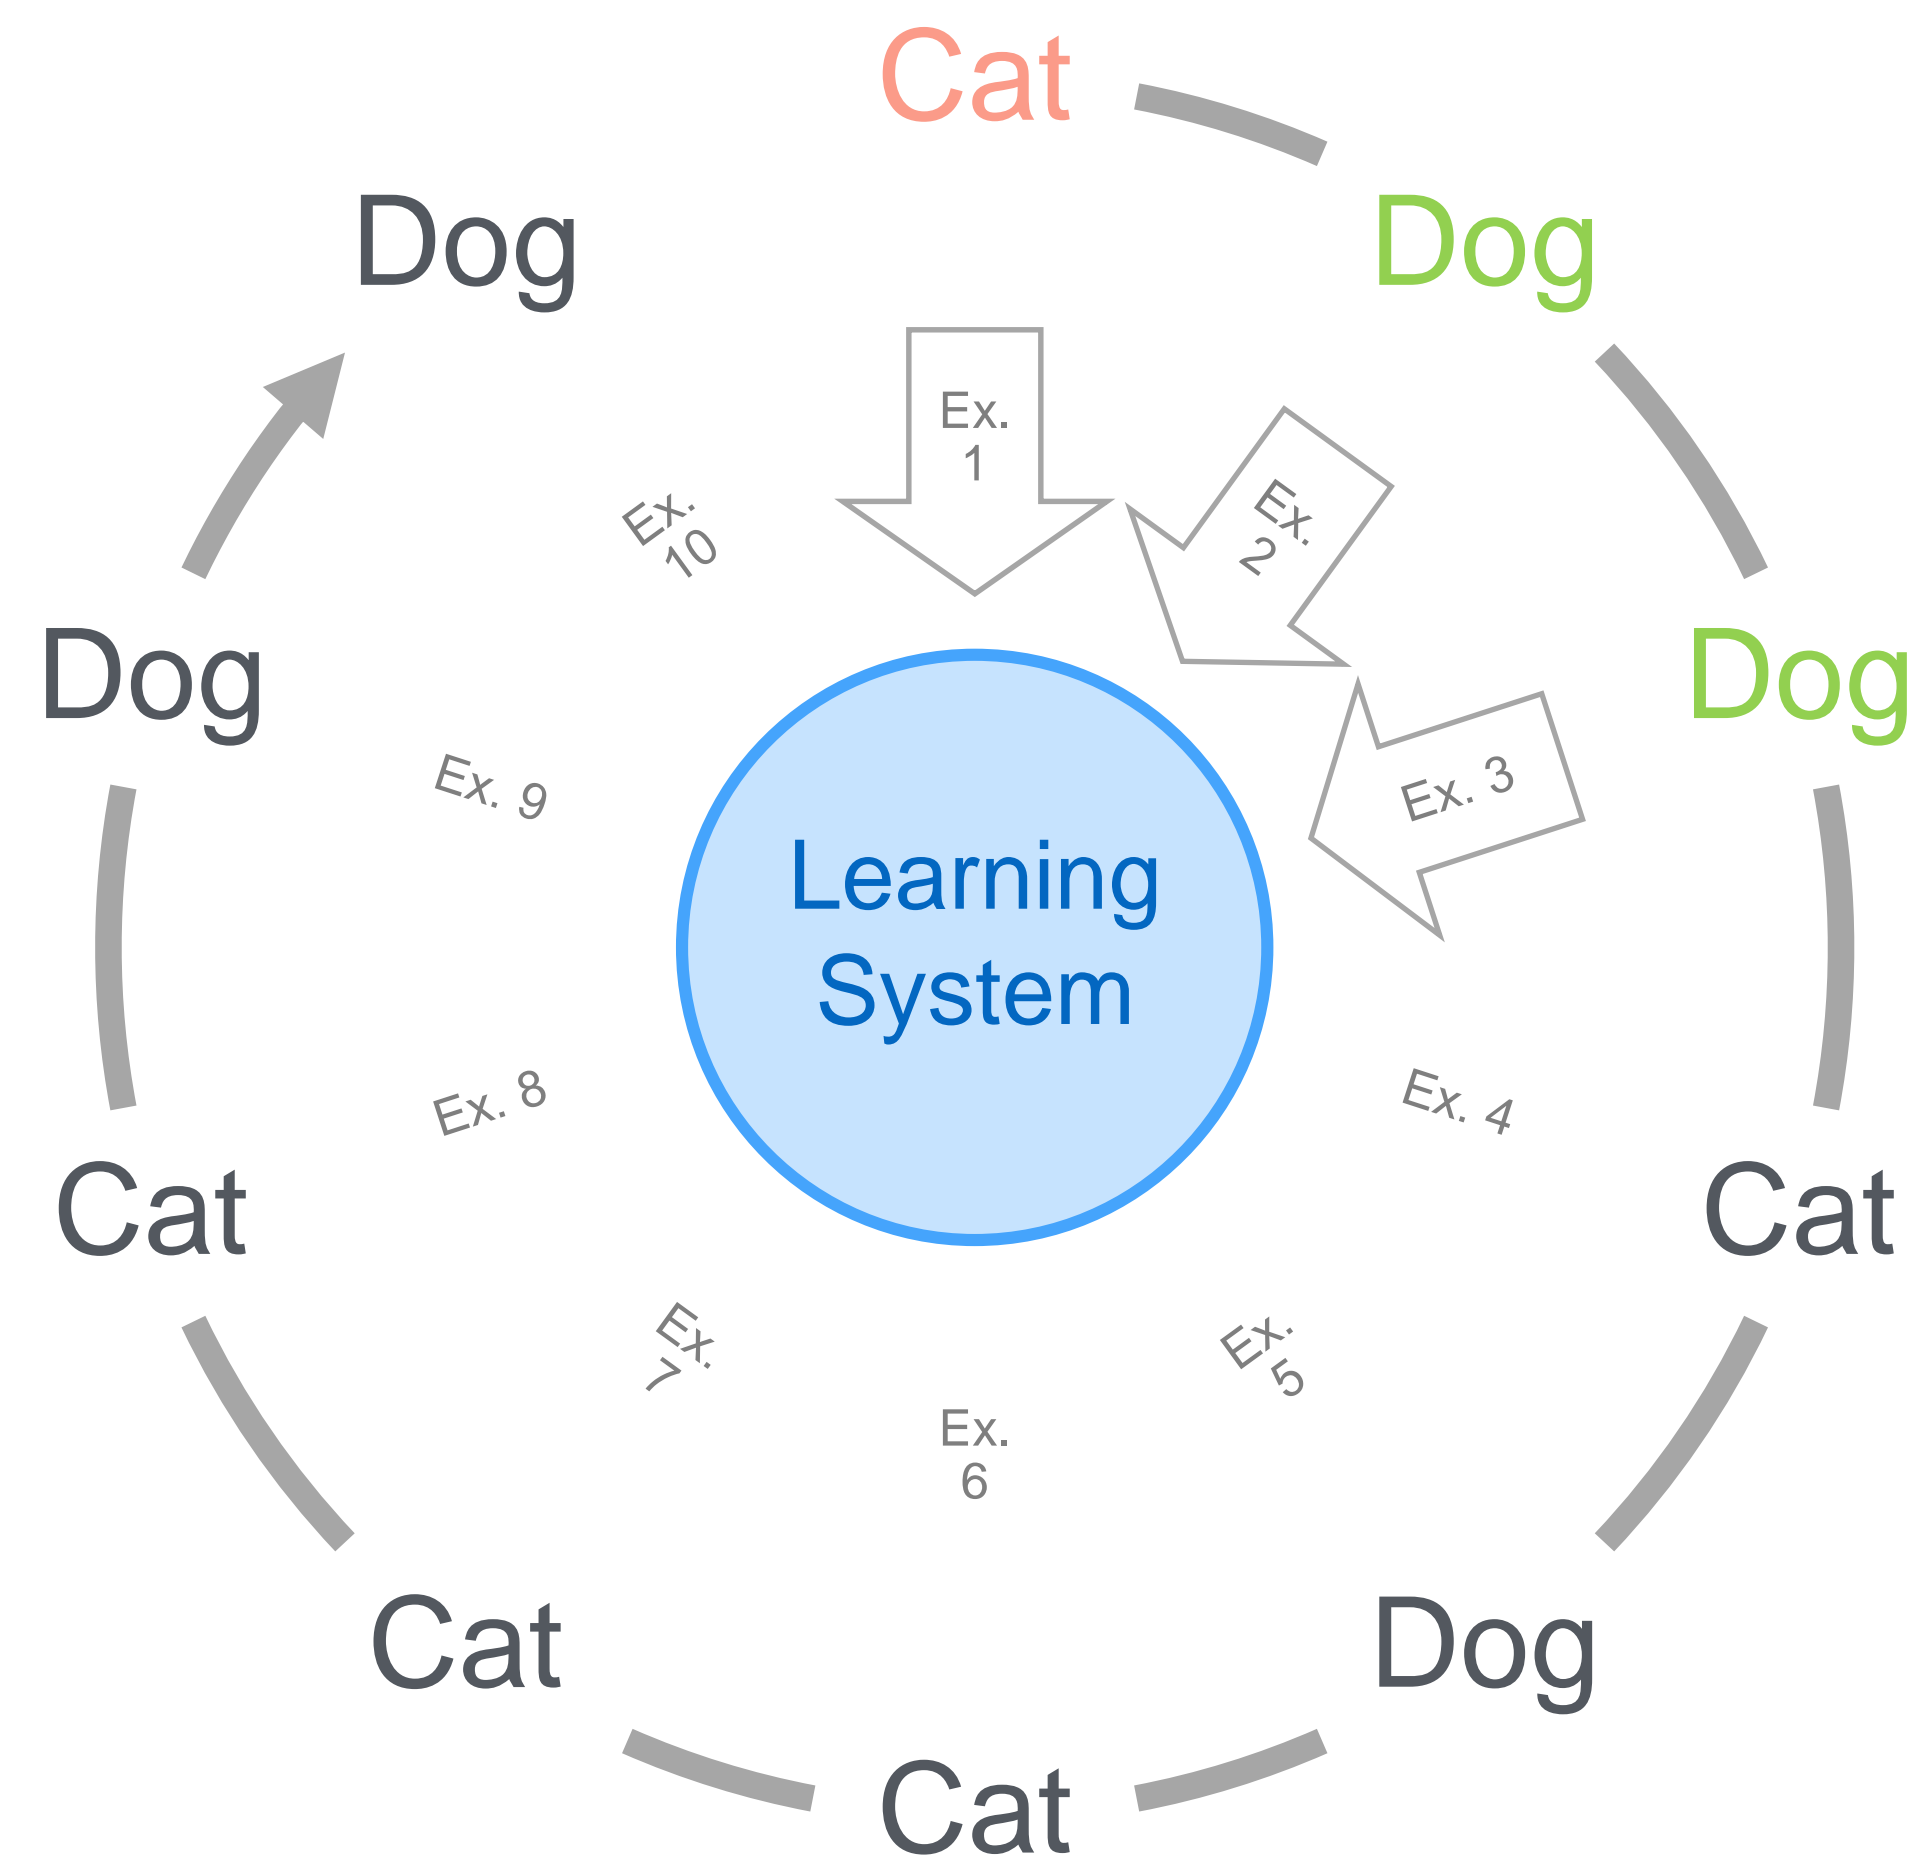 Cat
Dog
Dog
Cat
Dog
Cat
Cat
Cat
Dog
Dog
Ex.
1
Ex.
2
Ex. 3
Ex. 4
Ex.
5
Ex.
6
Ex.
7
Ex. 8
Ex. 9
Ex.
10
Learning
System